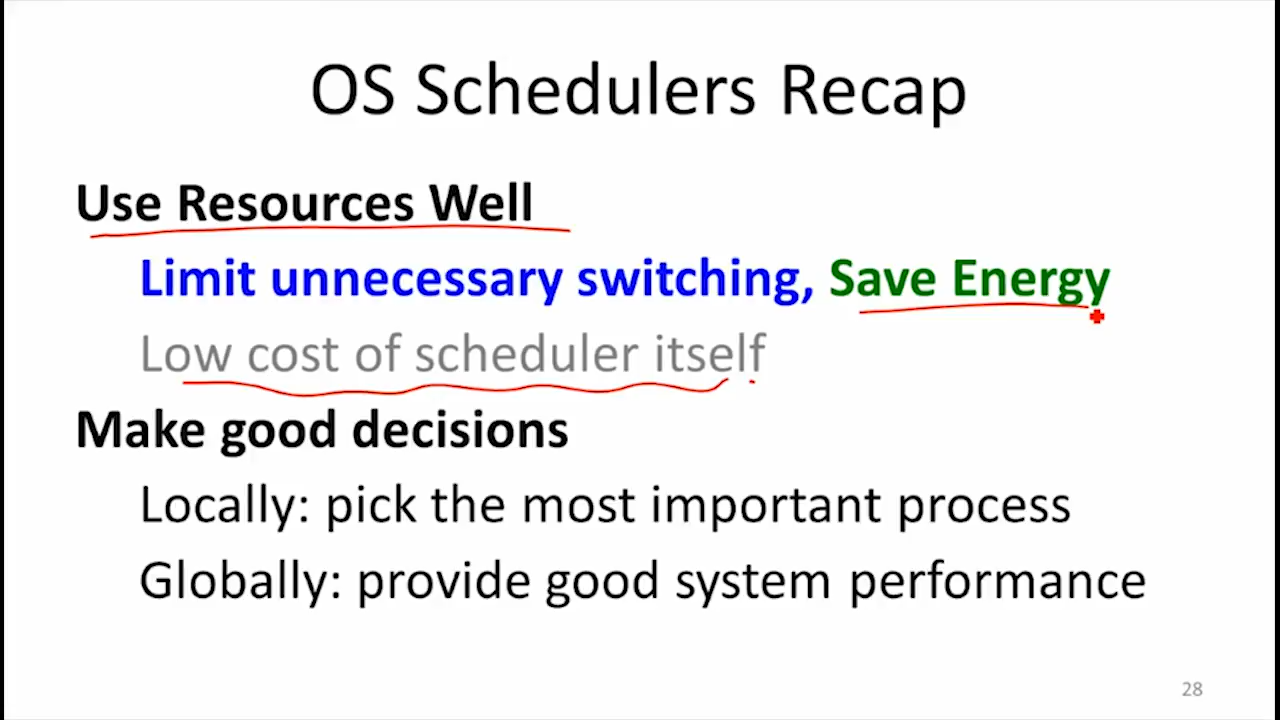 OS Schedulers Recap
Use Resources Well
Limit unnecessary switching, Save Energy
Low cost of scheduler itself
Make good decisions
Locally: pick the most important process
Globally: provide good system performance
28